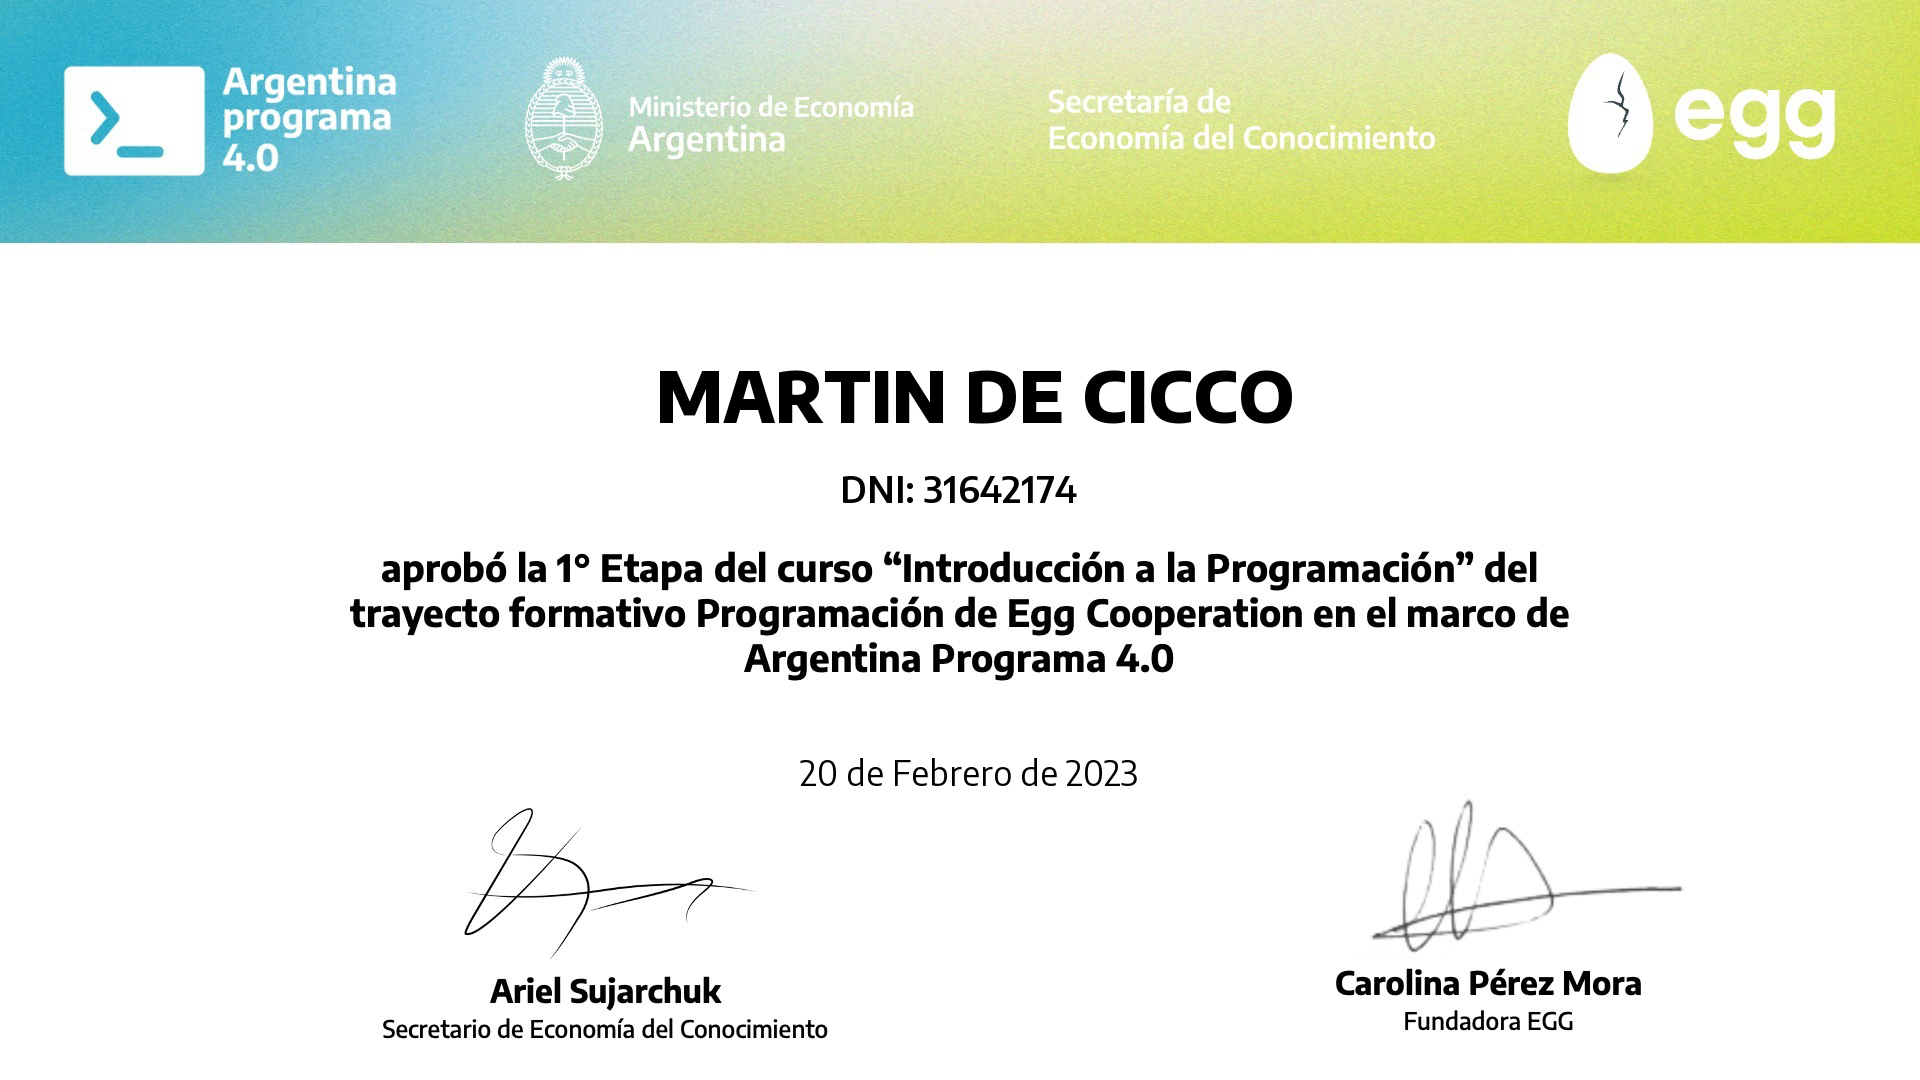 Argentina
programa
4.0
Ministerio de Economía
Argentina
Secretaría de
Economía del Conocimiento
egg
MARTIN DE CICCO
DNI: 31642174
aprobó la 1° Etapa del curso “Introducción a la Programación” del
trayecto formativo Programación de Egg Cooperation en el marco de
Argentina Programa 4.0
20 de Febrero de 2023
Ariel Sujarchuk
Secretario de Economía del Conocimiento
Carolina Pérez Mora
Fundadora EGG